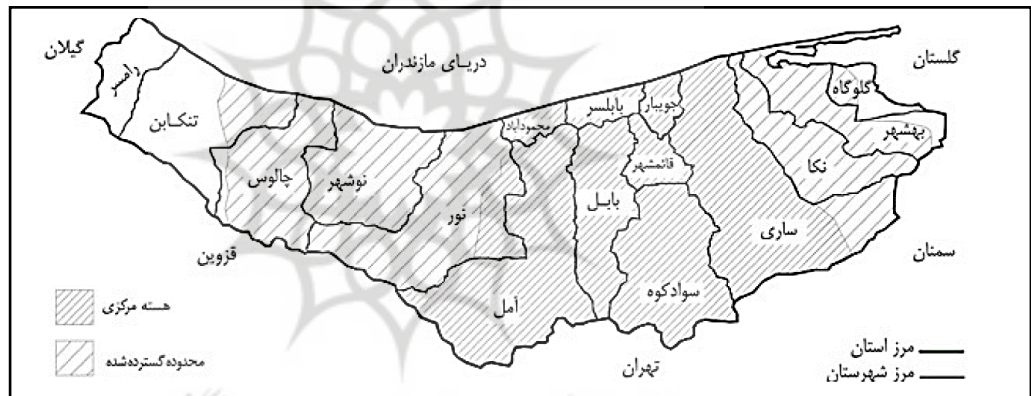 گیلان
رامسر
تنکابن
دریای مازندران
گلستان
گلوگاه
بهشهر
نکا
جویبار
بابلسر
محمودآباد
قائمشهر
چالوس
نوشهر
نور
بابل
ساری
سمنان
قزوین
آمل
سوادکوه
تهران
هسته مرکزی
محدوده گسترده‌شده
مرز استان
مرز شهرستان